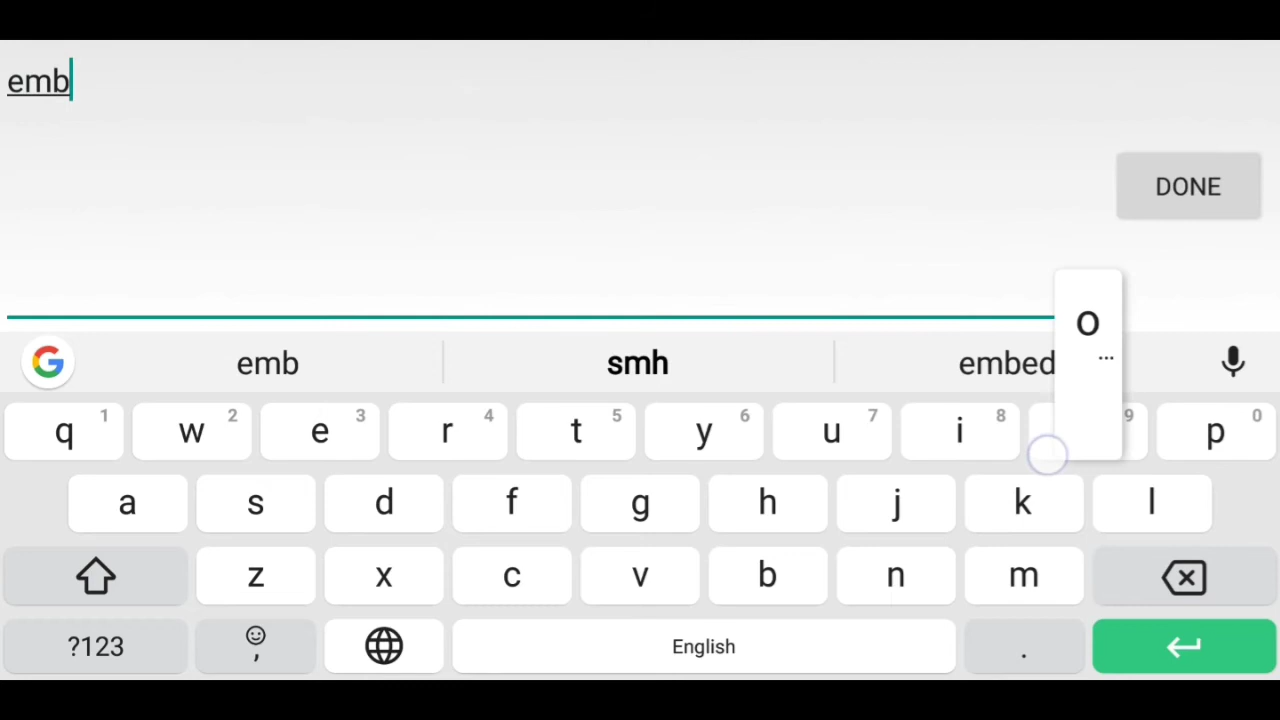 emb
DONE
o
...
emb smh embed
q 1 w 2 e 3 r 4 t 5 y 6 u 7 i 8 9 p 0
a s d f g h j k l
z x c v b n m
?123 , English .